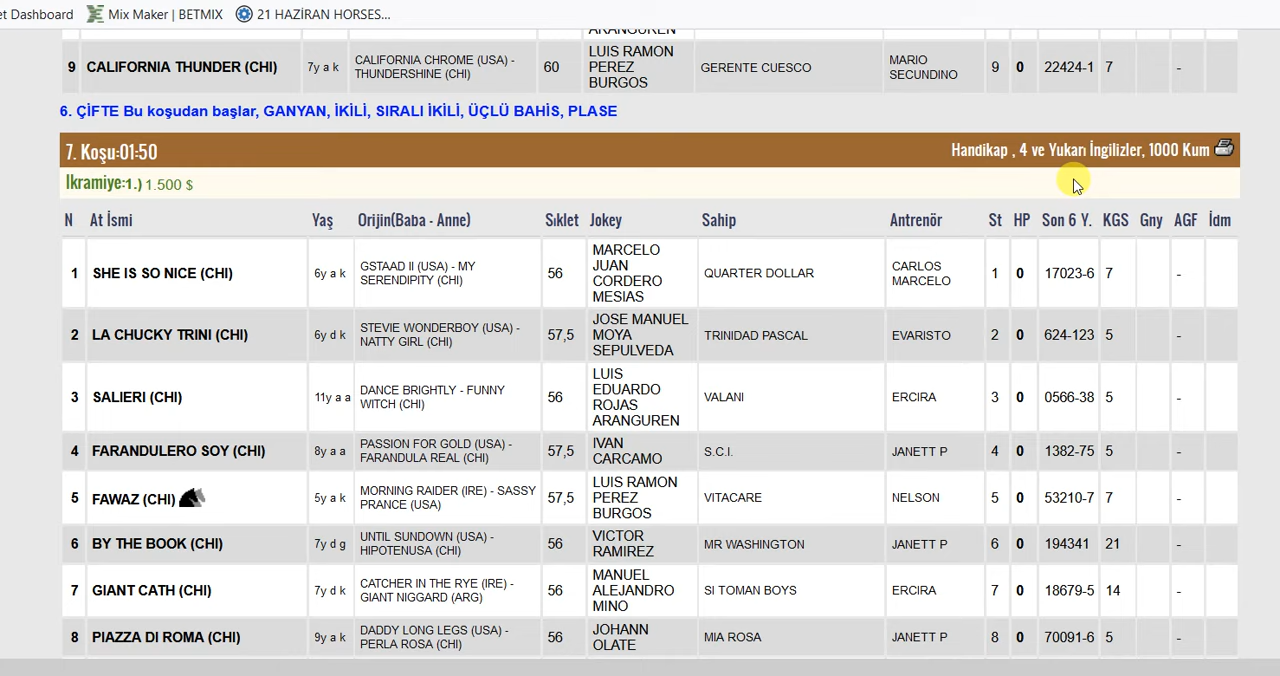 et Dashboard Mix Maker | BETMIX 21 HAZİRAN HORSES...
ARANGUREN
9 CALIFORNIA THUNDER (CHI) 7y a k CALIFORNIA CHROME (USA) - THUNDERSHINE (CHI) 60 LUIS RAMON PEREZ BURGOS GERENTE CUESCO MARIO SECUNDINO 9 0 22424-1 7 -
6. ÇİFTE Bu koşudan başlar, GANYAN, İKİLİ, SIRALI İKİLİ, ÜÇLÜ BAHİS, PLASE
7. Koşu:01:50 Handikap , 4 ve Yukarı İngilizler, 1000 Kum
Ikramiye:1.) 1.500 $
N At İsmi Yaş Orijin(Baba - Anne) Sıklet Jokey Sahip Antrenör St HP Son 6 Y. KGS Gny AGF İdm
1 SHE IS SO NICE (CHI) 6y a k GSTAAD II (USA) - MY SERENDIPITY (CHI) 56 MARCELO JUAN CORDERO MESIAS QUARTER DOLLAR CARLOS MARCELO 1 0 17023-6 7 -
2 LA CHUCKY TRINI (CHI) 6y d k STEVIE WONDERBOY (USA) - NATTY GIRL (CHI) 57,5 JOSE MANUEL MOYA SEPULVEDA TRINIDAD PASCAL EVARISTO 2 0 624-123 5 -
3 SALIERI (CHI) 11y a a DANCE BRIGHTLY - FUNNY WITCH (CHI) 56 LUIS EDUARDO ROJAS ARANGUREN VALANI ERCIRA 3 0 0566-38 5 -
4 FARANDULERO SOY (CHI) 8y a a PASSION FOR GOLD (USA) - FARANDULA REAL (CHI) 57,5 IVAN CARCAMO S.C.I. JANETT P 4 0 1382-75 5 -
5 FAWAZ (CHI) 5y a k MORNING RAIDER (IRE) - SASSY PRANCE (USA) 57,5 LUIS RAMON PEREZ BURGOS VITACARE NELSON 5 0 53210-7 7 -
6 BY THE BOOK (CHI) 7y d g UNTIL SUNDOWN (USA) - HIPOTENUSA (CHI) 56 VICTOR RAMIREZ MR WASHINGTON JANETT P 6 0 194341 21 -
7 GIANT CATH (CHI) 7y d k CATCHER IN THE RYE (IRE) - GIANT NIGGARD (ARG) 56 MANUEL ALEJANDRO MINO SI TOMAN BOYS ERCIRA 7 0 18679-5 14 -
8 PIAZZA DI ROMA (CHI) 9y a k DADDY LONG LEGS (USA) - PERLA ROSA (CHI) 56 JOHANN OLATE MIA ROSA JANETT P 8 0 70091-6 5 -